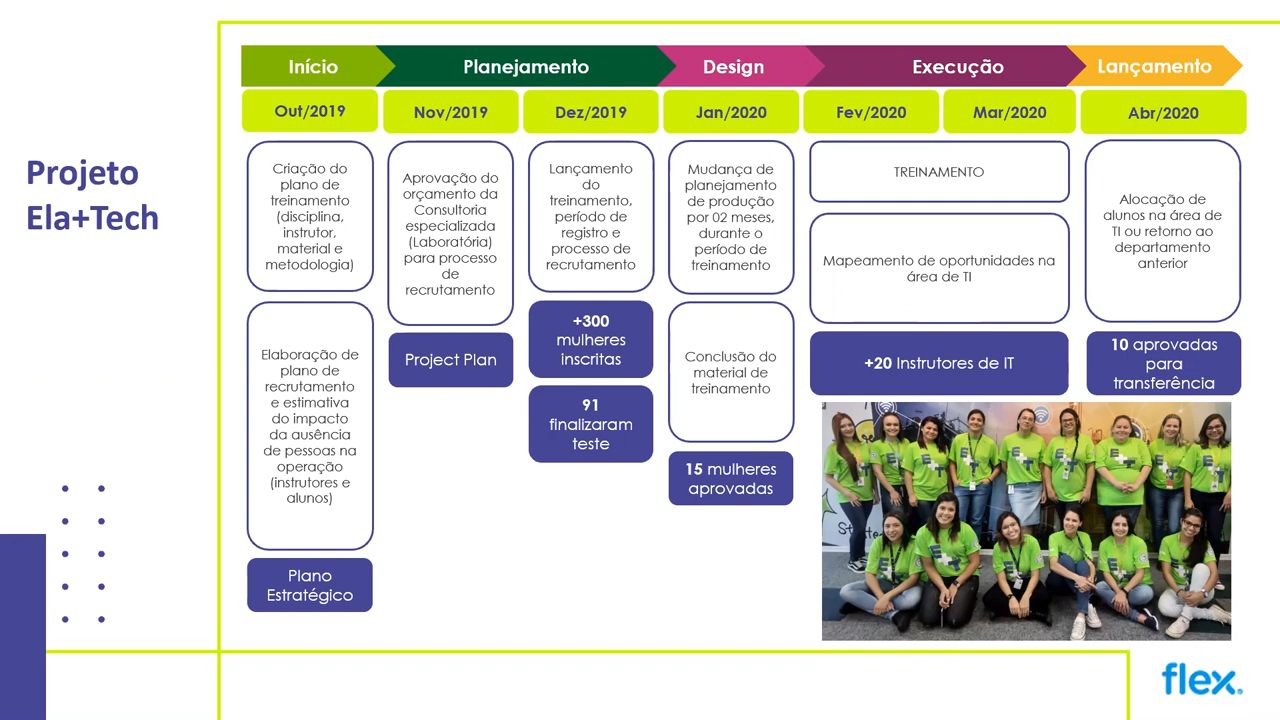 Projeto
Ela+Tech
Início
Planejamento
Design
Execução
Lançamento
Out/2019
Nov/2019
Dez/2019
Jan/2020
Fev/2020
Mar/2020
Abr/2020
Criação do
plano de
treinamento
(disciplina,
instrutor,
material e
metodologia)
Elaboração de
plano de
recrutamento
e estimativa
do impacto
da ausência
de pessoas na
operação
(instrutores e
alunos)
Plano
Estratégico
Aprovação do
orçamento da
Consultoria
especializada
(Laboratória)
para processo
de
recrutamento
Project Plan
Lançamento
do
treinamento,
período de
registro e
processo de
recrutamento
+300
mulheres
inscritas
91
finalizaram
teste
Mudança de
planejamento
de produção
por 02 meses,
durante o
período de
treinamento
Conclusão do
material de
treinamento
15 mulheres
aprovadas
TREINAMENTO
Mapeamento de oportunidades na
área de TI
+20 Instrutores de IT
Alocação de
alunos na área de
TI ou retorno ao
departamento
anterior
10 aprovadas
para
transferência
flex.